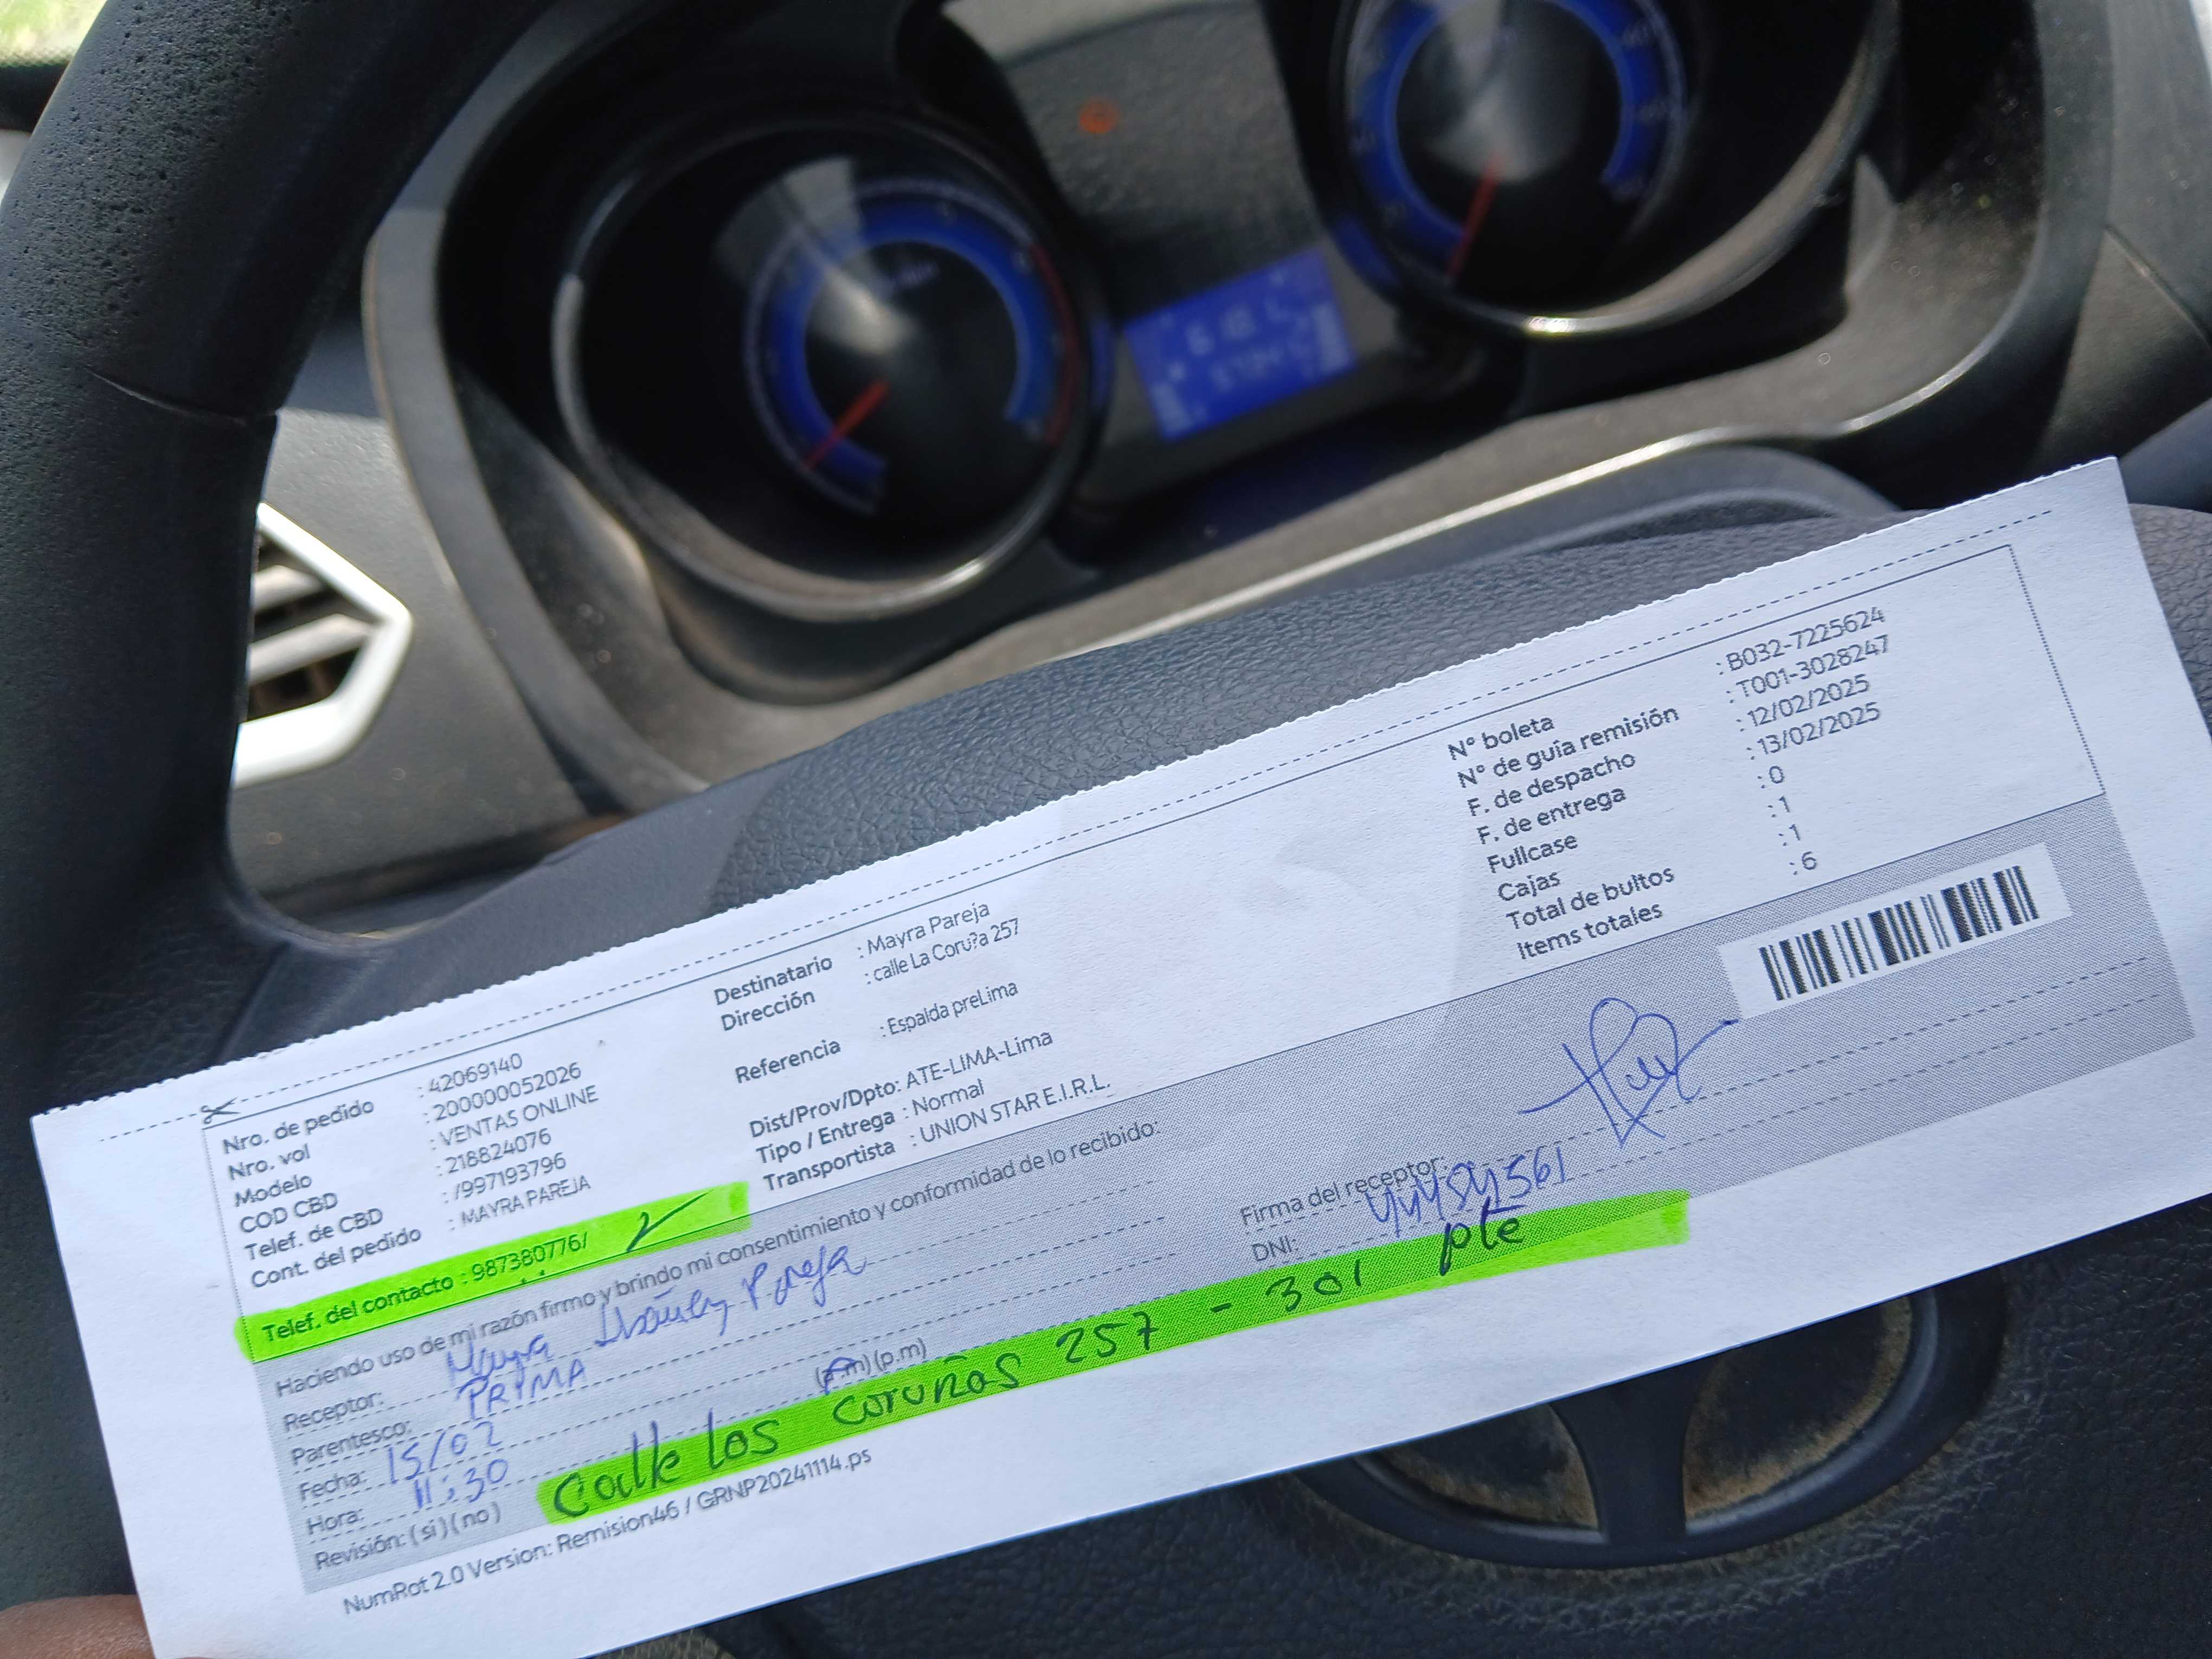 Nro. de pedido : 42069140
Nro. vol : 200000052026
Modelo : VENTAS ONLINE
COD CBD : 218824076
Telef. de CBD : /997193796
Cont. del pedido : MAYRA PAREJA
Telef. del contacto : 987380776/
Destinatario : Mayra Pareja
Dirección : calle La Coru?a 257
Referencia : Espalda preLima
Dist/Prov/Dpto: ATE-LIMA-Lima
Tipo / Entrega : Normal
Transportista : UNION STAR E.I.R.L.
N° boleta : B032-7225624
N° de guía remisión : T001-3028247
F. de despacho : 12/02/2025
F. de entrega : 13/02/2025
Fullcase : 0
Cajas : 1
Total de bultos : 1
Items totales : 6
Haciendo uso de mi razón firmo y brindo mi consentimiento y conformidad de lo recibido:
Receptor: Mayra Pareja
Parentesco: PRIMA
Fecha: 15/02
Hora: 11:30 (a.m) (p.m)
Revisión: (si) (no)
Firma del receptor:
DNI:
Calle los coruñas 257 - 301 pte
NumRot 2.0 Version: Remision46 / GRNP20241114.ps